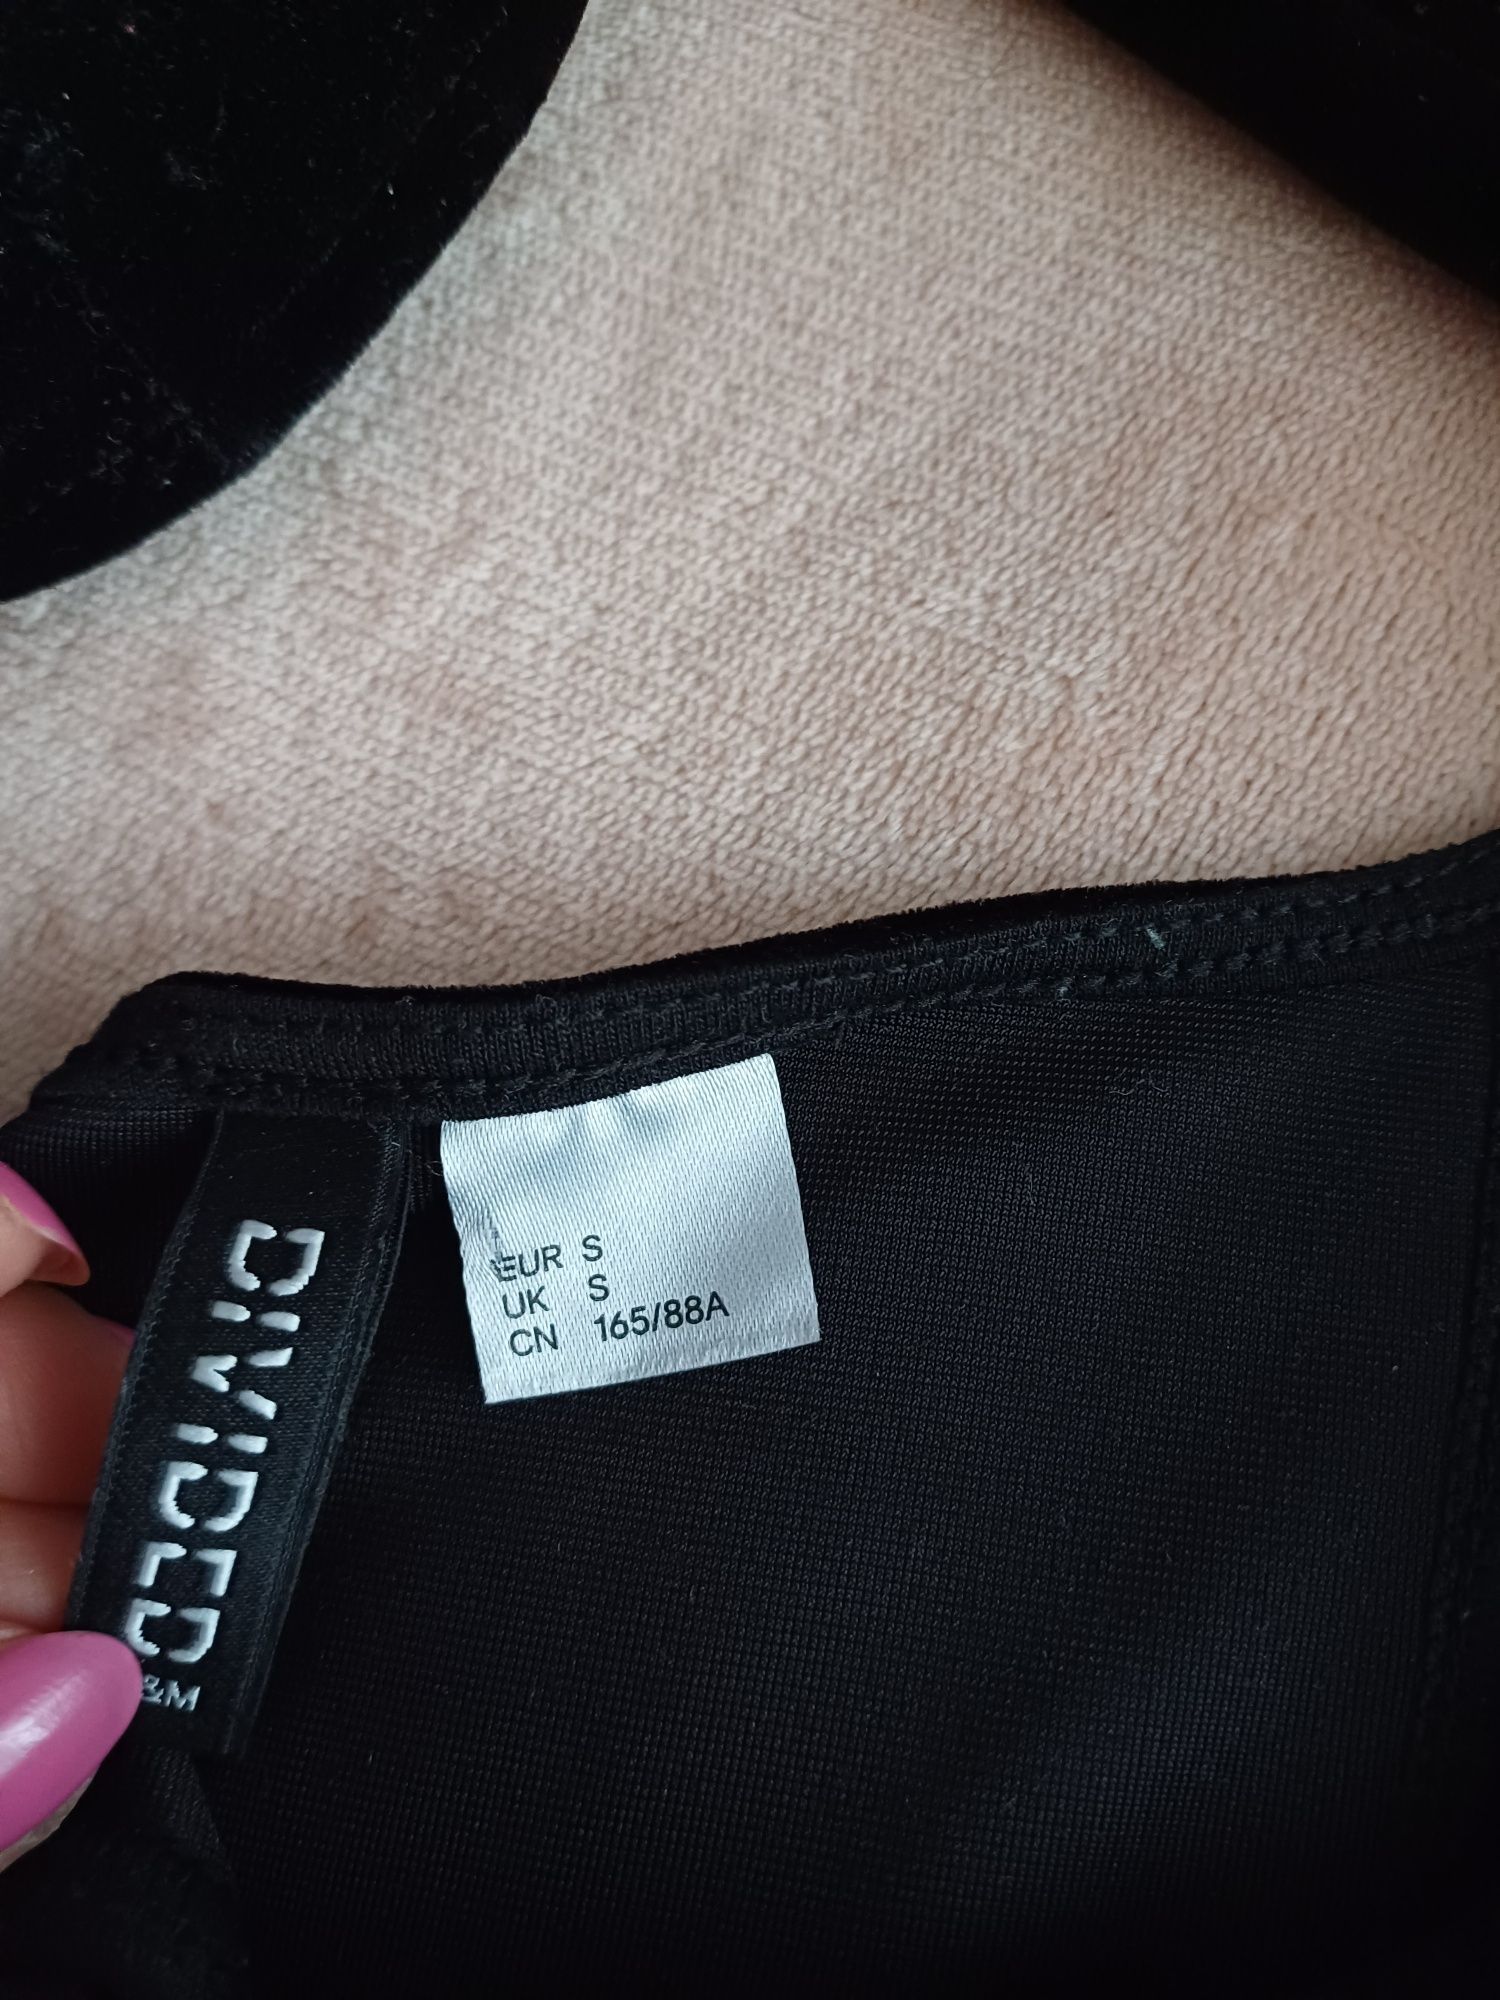 DIVIDED
&M
EUR S
UK S
CN 165/88A